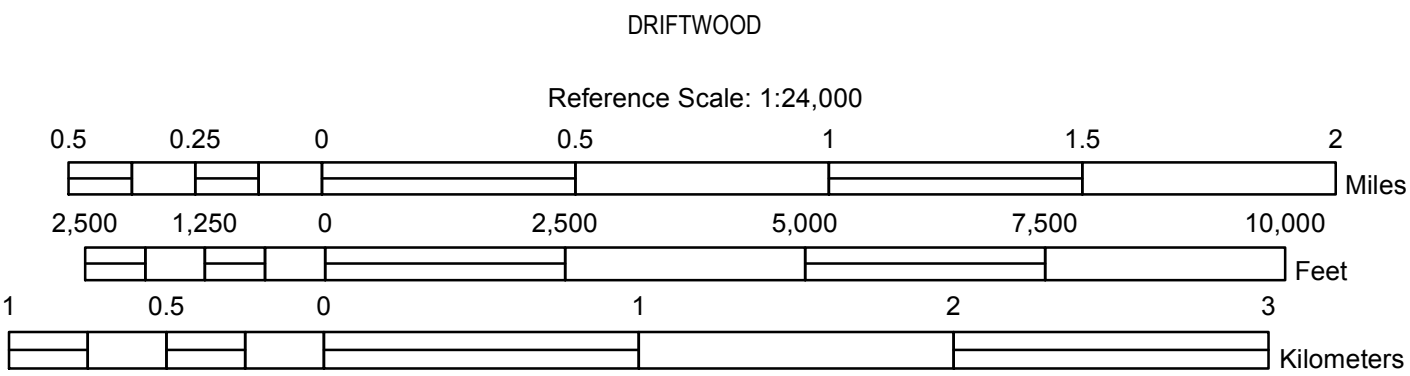 DRIFTWOOD
Reference Scale: 1:24,000
0.5 0.25 0 0.5 1 1.5 2
Miles
2,500 1,250 0 2,500 5,000 7,500 10,000
Feet
1 0.5 0 1 2 3
Kilometers